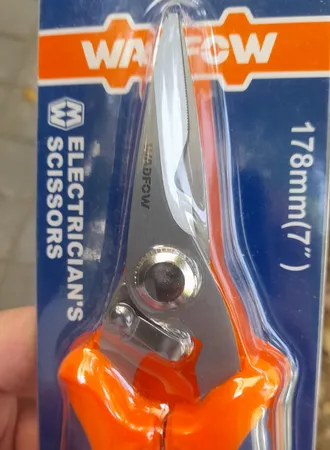 WADFOW
WADFOW
ELECTRICIAN'S
SCISSORS
178mm(7")